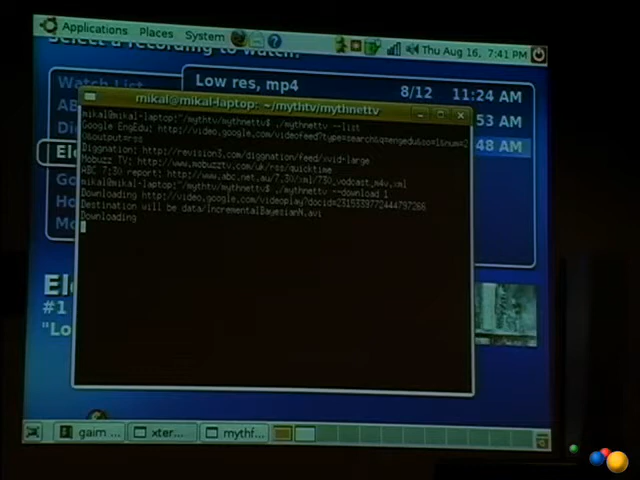 Applications Places System Thu Aug 16, 7:41 PM
Select a recording to watch.
Watch List Low res, mp4 8/12 11:24 AM
53 AM
48 AM
mikal@mikal-laptop: ~/mythtv/mythnettv
mikal@mikal-laptop:~/mythtv/mythnettv$ ./mythnettv --list
Google EngEdu: http://video.google.com/videofeed?type=search&q=engedu&so=1&num=2
0&output=rss
Diggnation: http://revision3.com/diggnation/feed/xvid-large
Mobuzz TV: http://www.mobuzztv.com/uk/rss/quicktime
ABC 7:30 report: http://www.abc.net.au/7.30/xml/730_vodcast_m4v.xml
mikal@mikal-laptop:~/mythtv/mythnettv$ ./mythnettv --download 1
Downloading http://video.google.com/videoplay?docid=2315339772444797266
Destination will be data/IncrementalBayesianN.avi
Downloading
#1
"Lo
gaim ... xter... mythf...